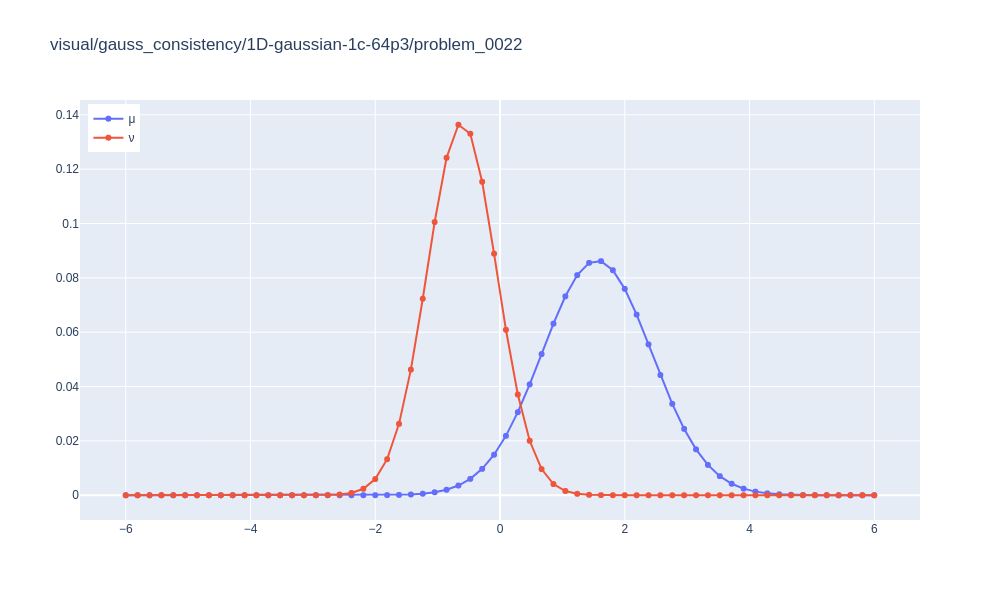 visual/gauss_consistency/1D-gaussian-1c-64p3/problem_0022
μ
ν
0.14
0.12
0.1
0.08
0.06
0.04
0.02
0
−6 −4 −2 0 2 4 6